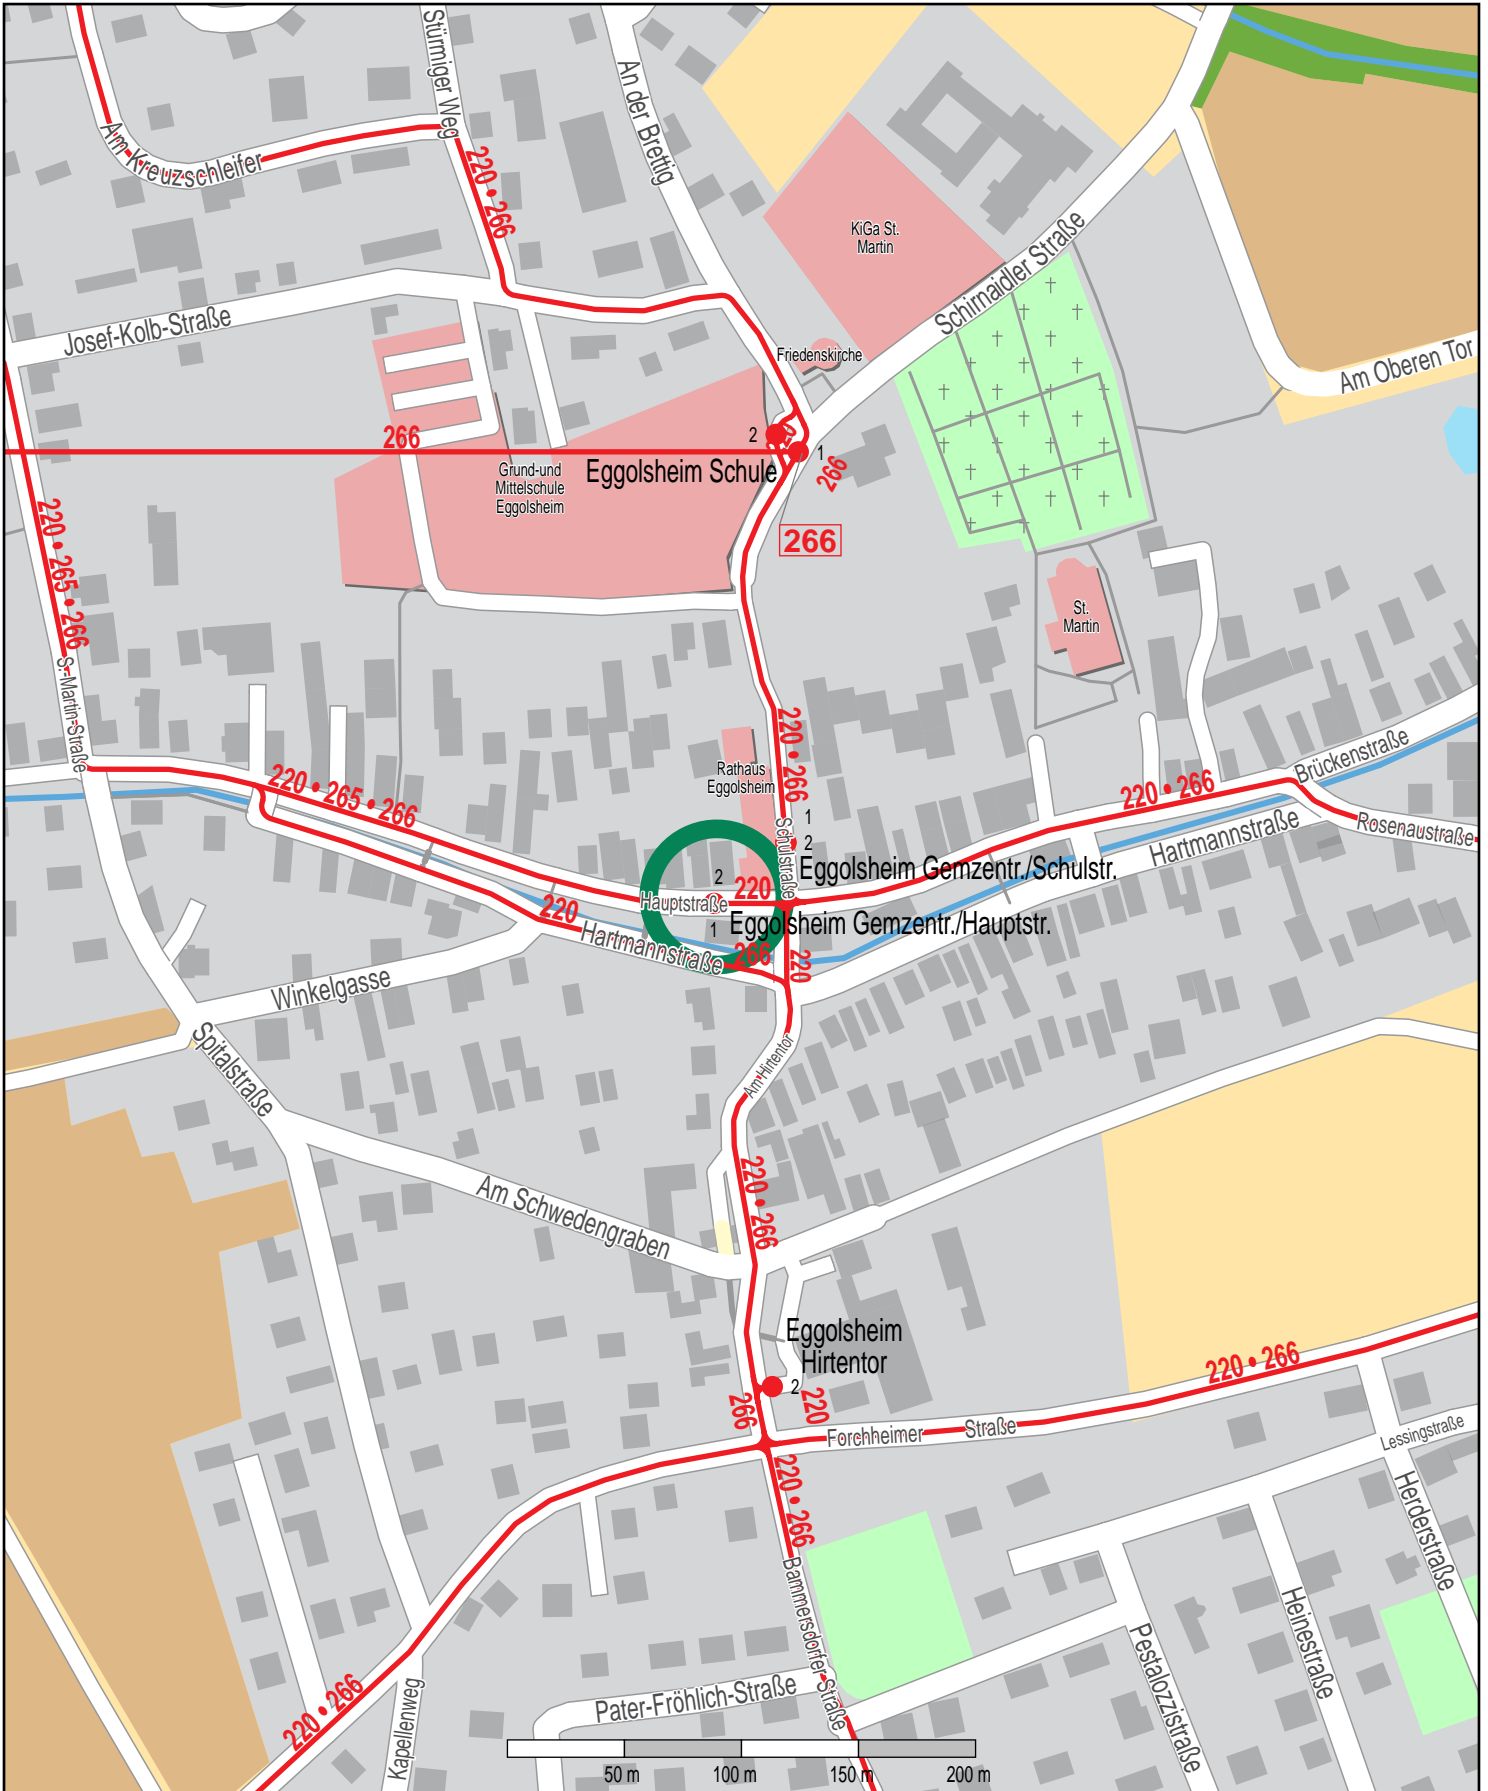 Stürmiger Weg
An der Brettig
Am Kreuzschleifer
220 • 266
KiGa St.
Martin
Schirnaidler Straße
Josef-Kolb-Straße
Friedenskirche
Am Oberen Tor
266
2
220
1
266
Grund-und
Mittelschule
Eggolsheim
Eggolsheim Schule
266
220 • 265 • 266
St.
Martin
S.-Martin-Straße
220 • 266
Rathaus
Eggolsheim
Brückenstraße
220 • 265 • 266
220 • 266
1
2
Schulstraße
Rosenaustraße
Hartmannstraße
Eggolsheim Gemzentr./Schulstr.
2
220
Hauptstraße
220
1
Eggolsheim Gemzentr./Hauptstr.
Hartmannstraße
266
220
Winkelgasse
Spitalstraße
Am Hirtentor
220 • 266
Am Schwedengraben
Eggolsheim
Hirtentor
220 • 266
2
266
220
Forchheimer Straße
Lessingstraße
220 • 266
Herderstraße
Bammersdorfer Straße
Heinestraße
Pestalozzistraße
220 • 266
Kapellenweg
Pater-Fröhlich-Straße
50 m
100 m
150 m
200 m